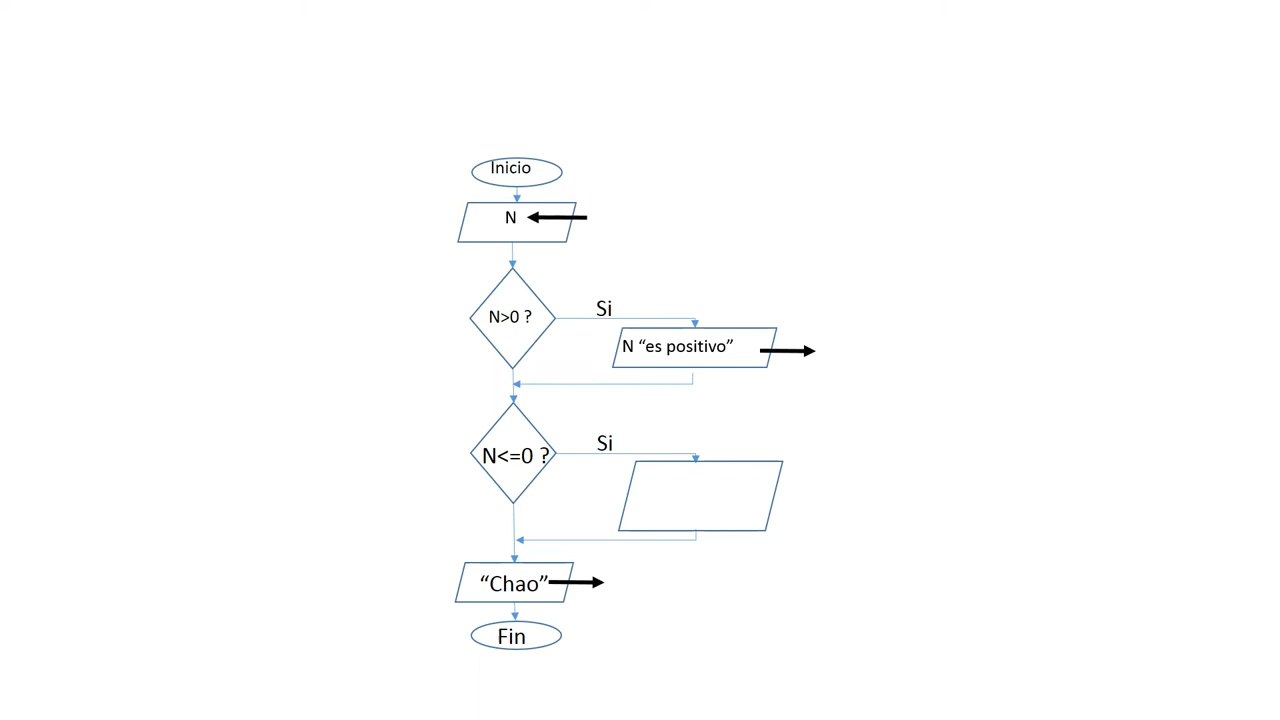 Inicio
N
N>0 ?
Si
N “es positivo”
N<=0 ?
Si
“Chao”
Fin